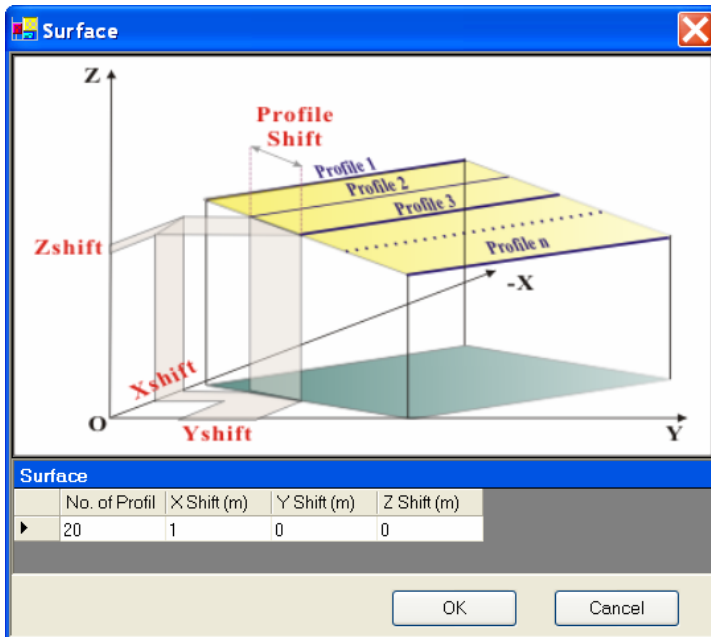 Surface
Z
Profile
Shift
Profile 1
Profile 2
Profile 3
Profile n
Zshift
-X
Xshift
O
Yshift
Y
Surface
No. of Profil X Shift (m) Y Shift (m) Z Shift (m)
20 1 0 0
OK Cancel